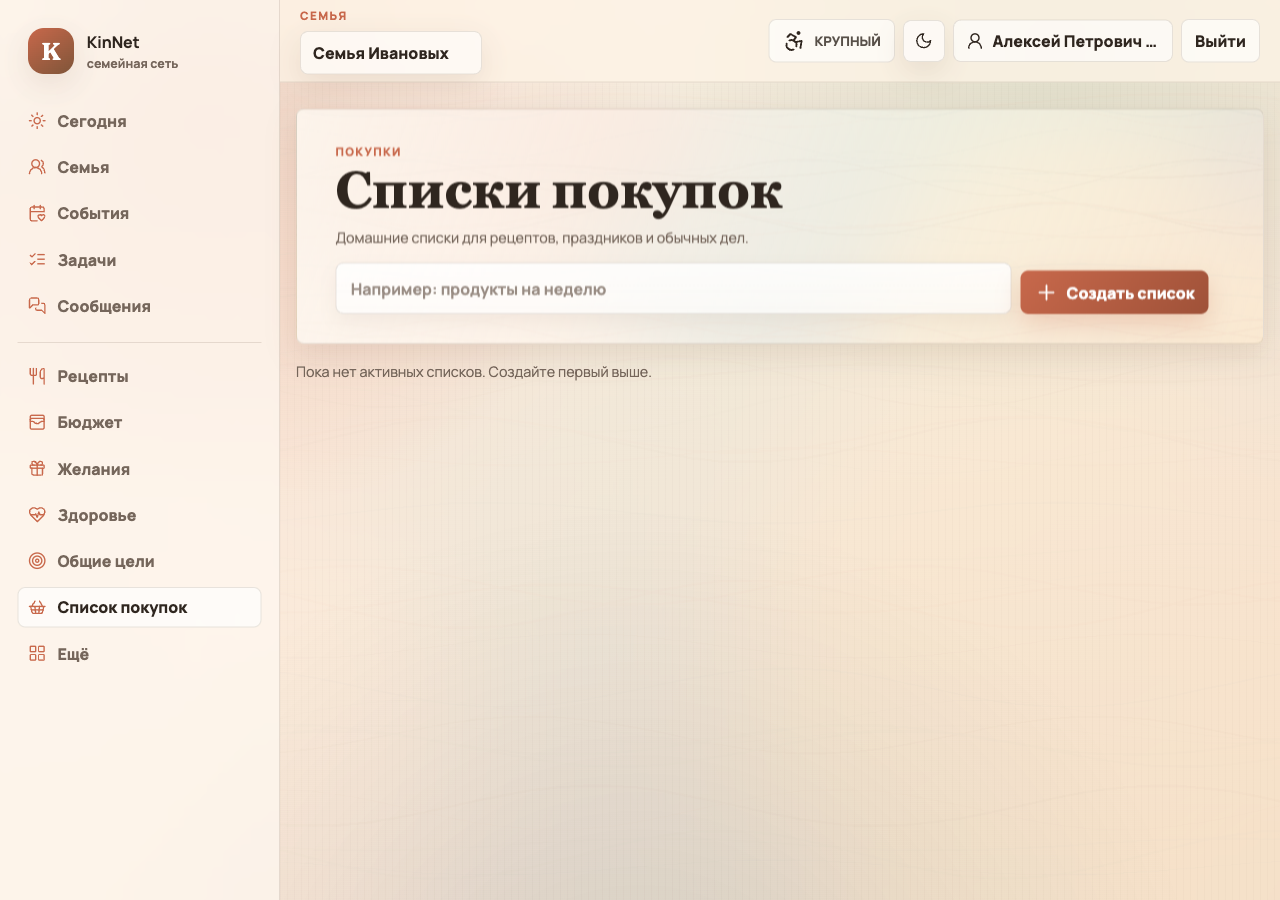 K
KinNet
семейная сеть
Сегодня
Семья
События
Задачи
Сообщения
Рецепты
Бюджет
Желания
Здоровье
Общие цели
Список покупок
Ещё
СЕМЬЯ
Семья Ивановых
КРУПНЫЙ
Алексей Петрович ...
Выйти
ПОКУПКИ
Списки покупок
Домашние списки для рецептов, праздников и обычных дел.
Например: продукты на неделю
Создать список
Пока нет активных списков. Создайте первый выше.